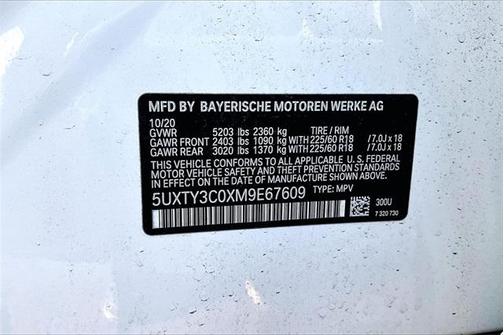 MFD BY BAYERISCHE MOTOREN WERKE AG
10/20
GVWR 5203 lbs 2360 kg TIRE / RIM
GAWR FRONT 2403 lbs 1090 kg WITH 225/60 R18 /7.0J x 18
GAWR REAR 3020 lbs 1370 kg WITH 225/60 R18 /7.0J x 18
THIS VEHICLE CONFORMS TO ALL APPLICABLE U.S. FEDERAL
MOTOR VEHICLE SAFETY STANDARDS IN EFFECT ON THE
DATE OF MANUFACTURE SHOWN ABOVE.
5UXTY3C0XM9E67609 TYPE: MPV
300U
7 320 730